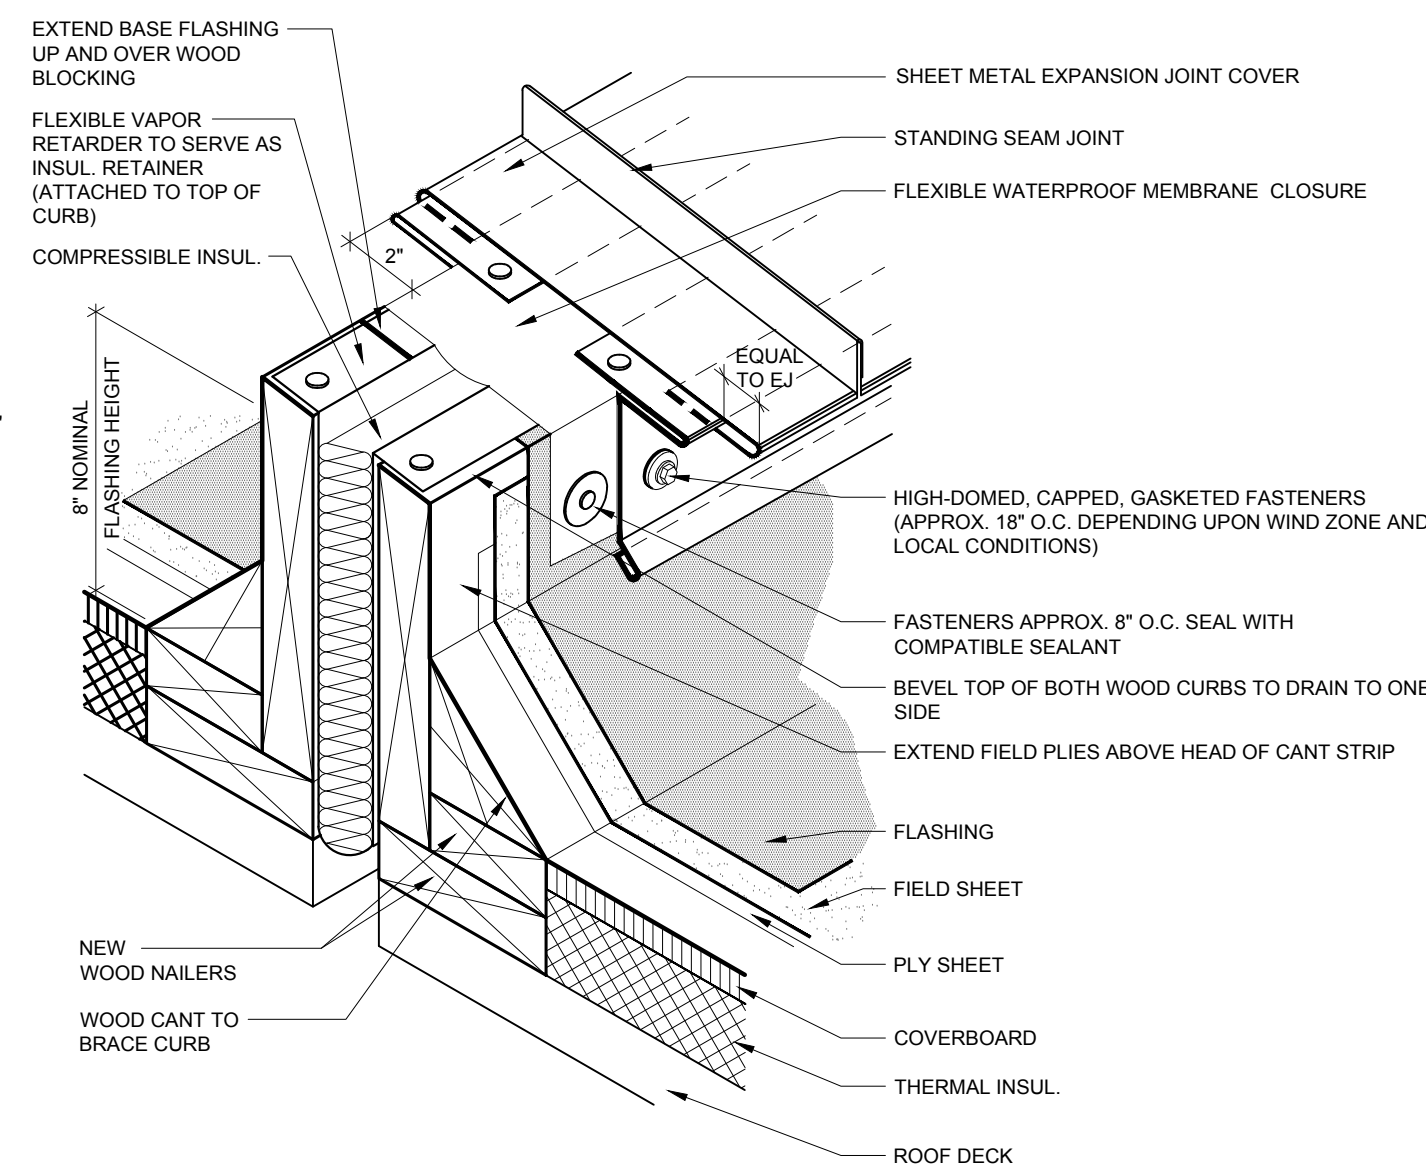 EXTEND BASE FLASHING
UP AND OVER WOOD
BLOCKING
FLEXIBLE VAPOR
RETARDER TO SERVE AS
INSUL. RETAINER
(ATTACHED TO TOP OF
CURB)
COMPRESSIBLE INSUL.
8" NOMINAL
FLASHING HEIGHT
2"
EQUAL
TO EJ
NEW
WOOD NAILERS
WOOD CANT TO
BRACE CURB
SHEET METAL EXPANSION JOINT COVER
STANDING SEAM JOINT
FLEXIBLE WATERPROOF MEMBRANE CLOSURE
HIGH-DOMED, CAPPED, GASKETED FASTENERS
(APPROX. 18" O.C. DEPENDING UPON WIND ZONE AND
LOCAL CONDITIONS)
FASTENERS APPROX. 8" O.C. SEAL WITH
COMPATIBLE SEALANT
BEVEL TOP OF BOTH WOOD CURBS TO DRAIN TO ONE
SIDE
EXTEND FIELD PLIES ABOVE HEAD OF CANT STRIP
FLASHING
FIELD SHEET
PLY SHEET
COVERBOARD
THERMAL INSUL.
ROOF DECK